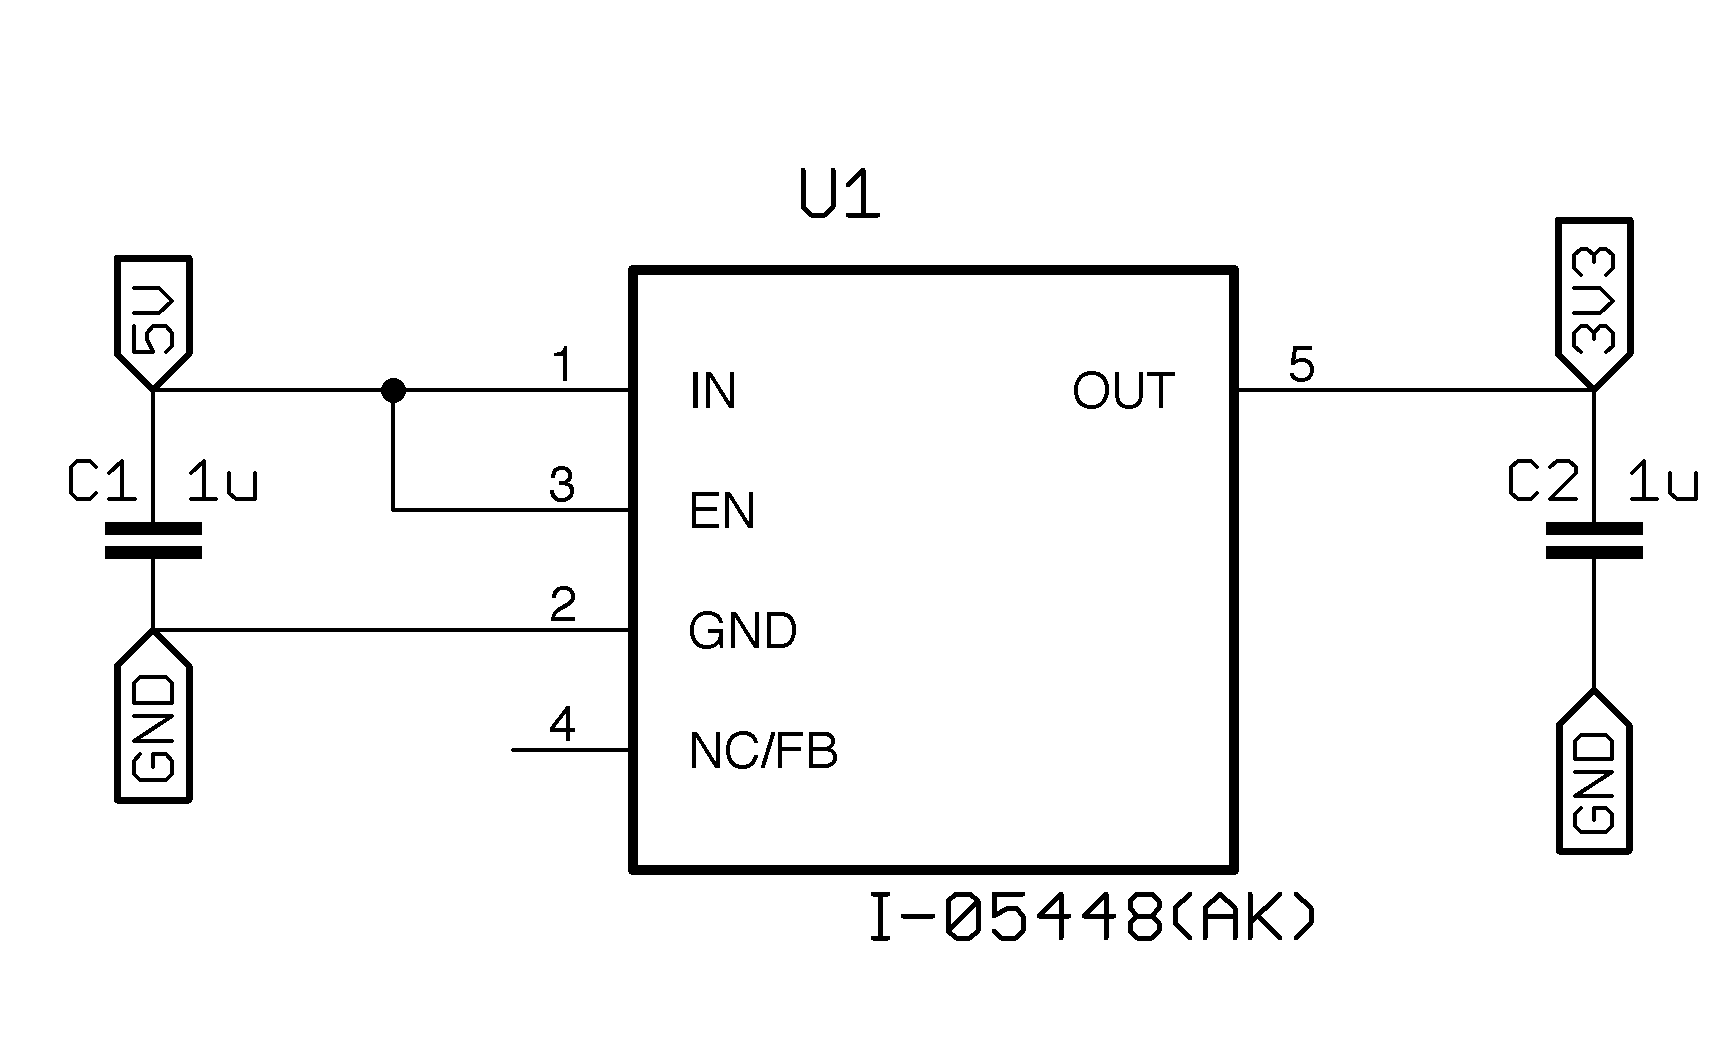 U1
5V
3V3
1
IN
OUT
5
C1 1u
3
EN
C2 1u
2
GND
4
NC/FB
GND
GND
I-05448(AK)